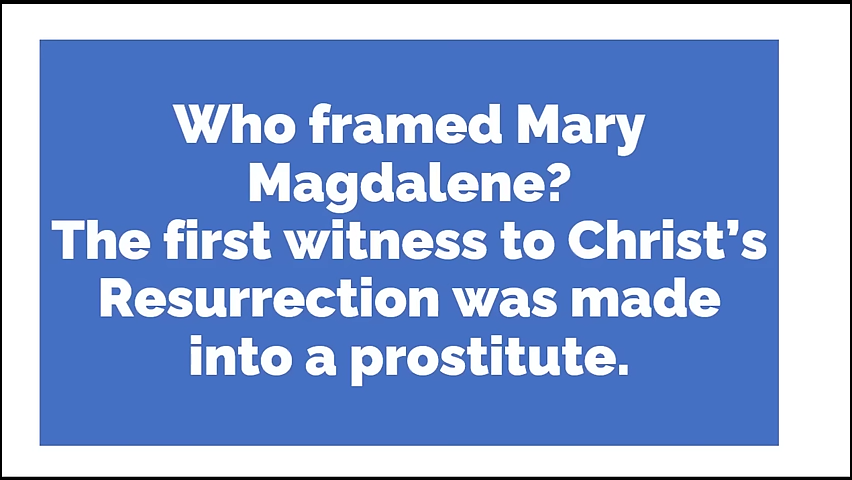 Who framed Mary
Magdalene?
The first witness to Christ’s
Resurrection was made
into a prostitute.